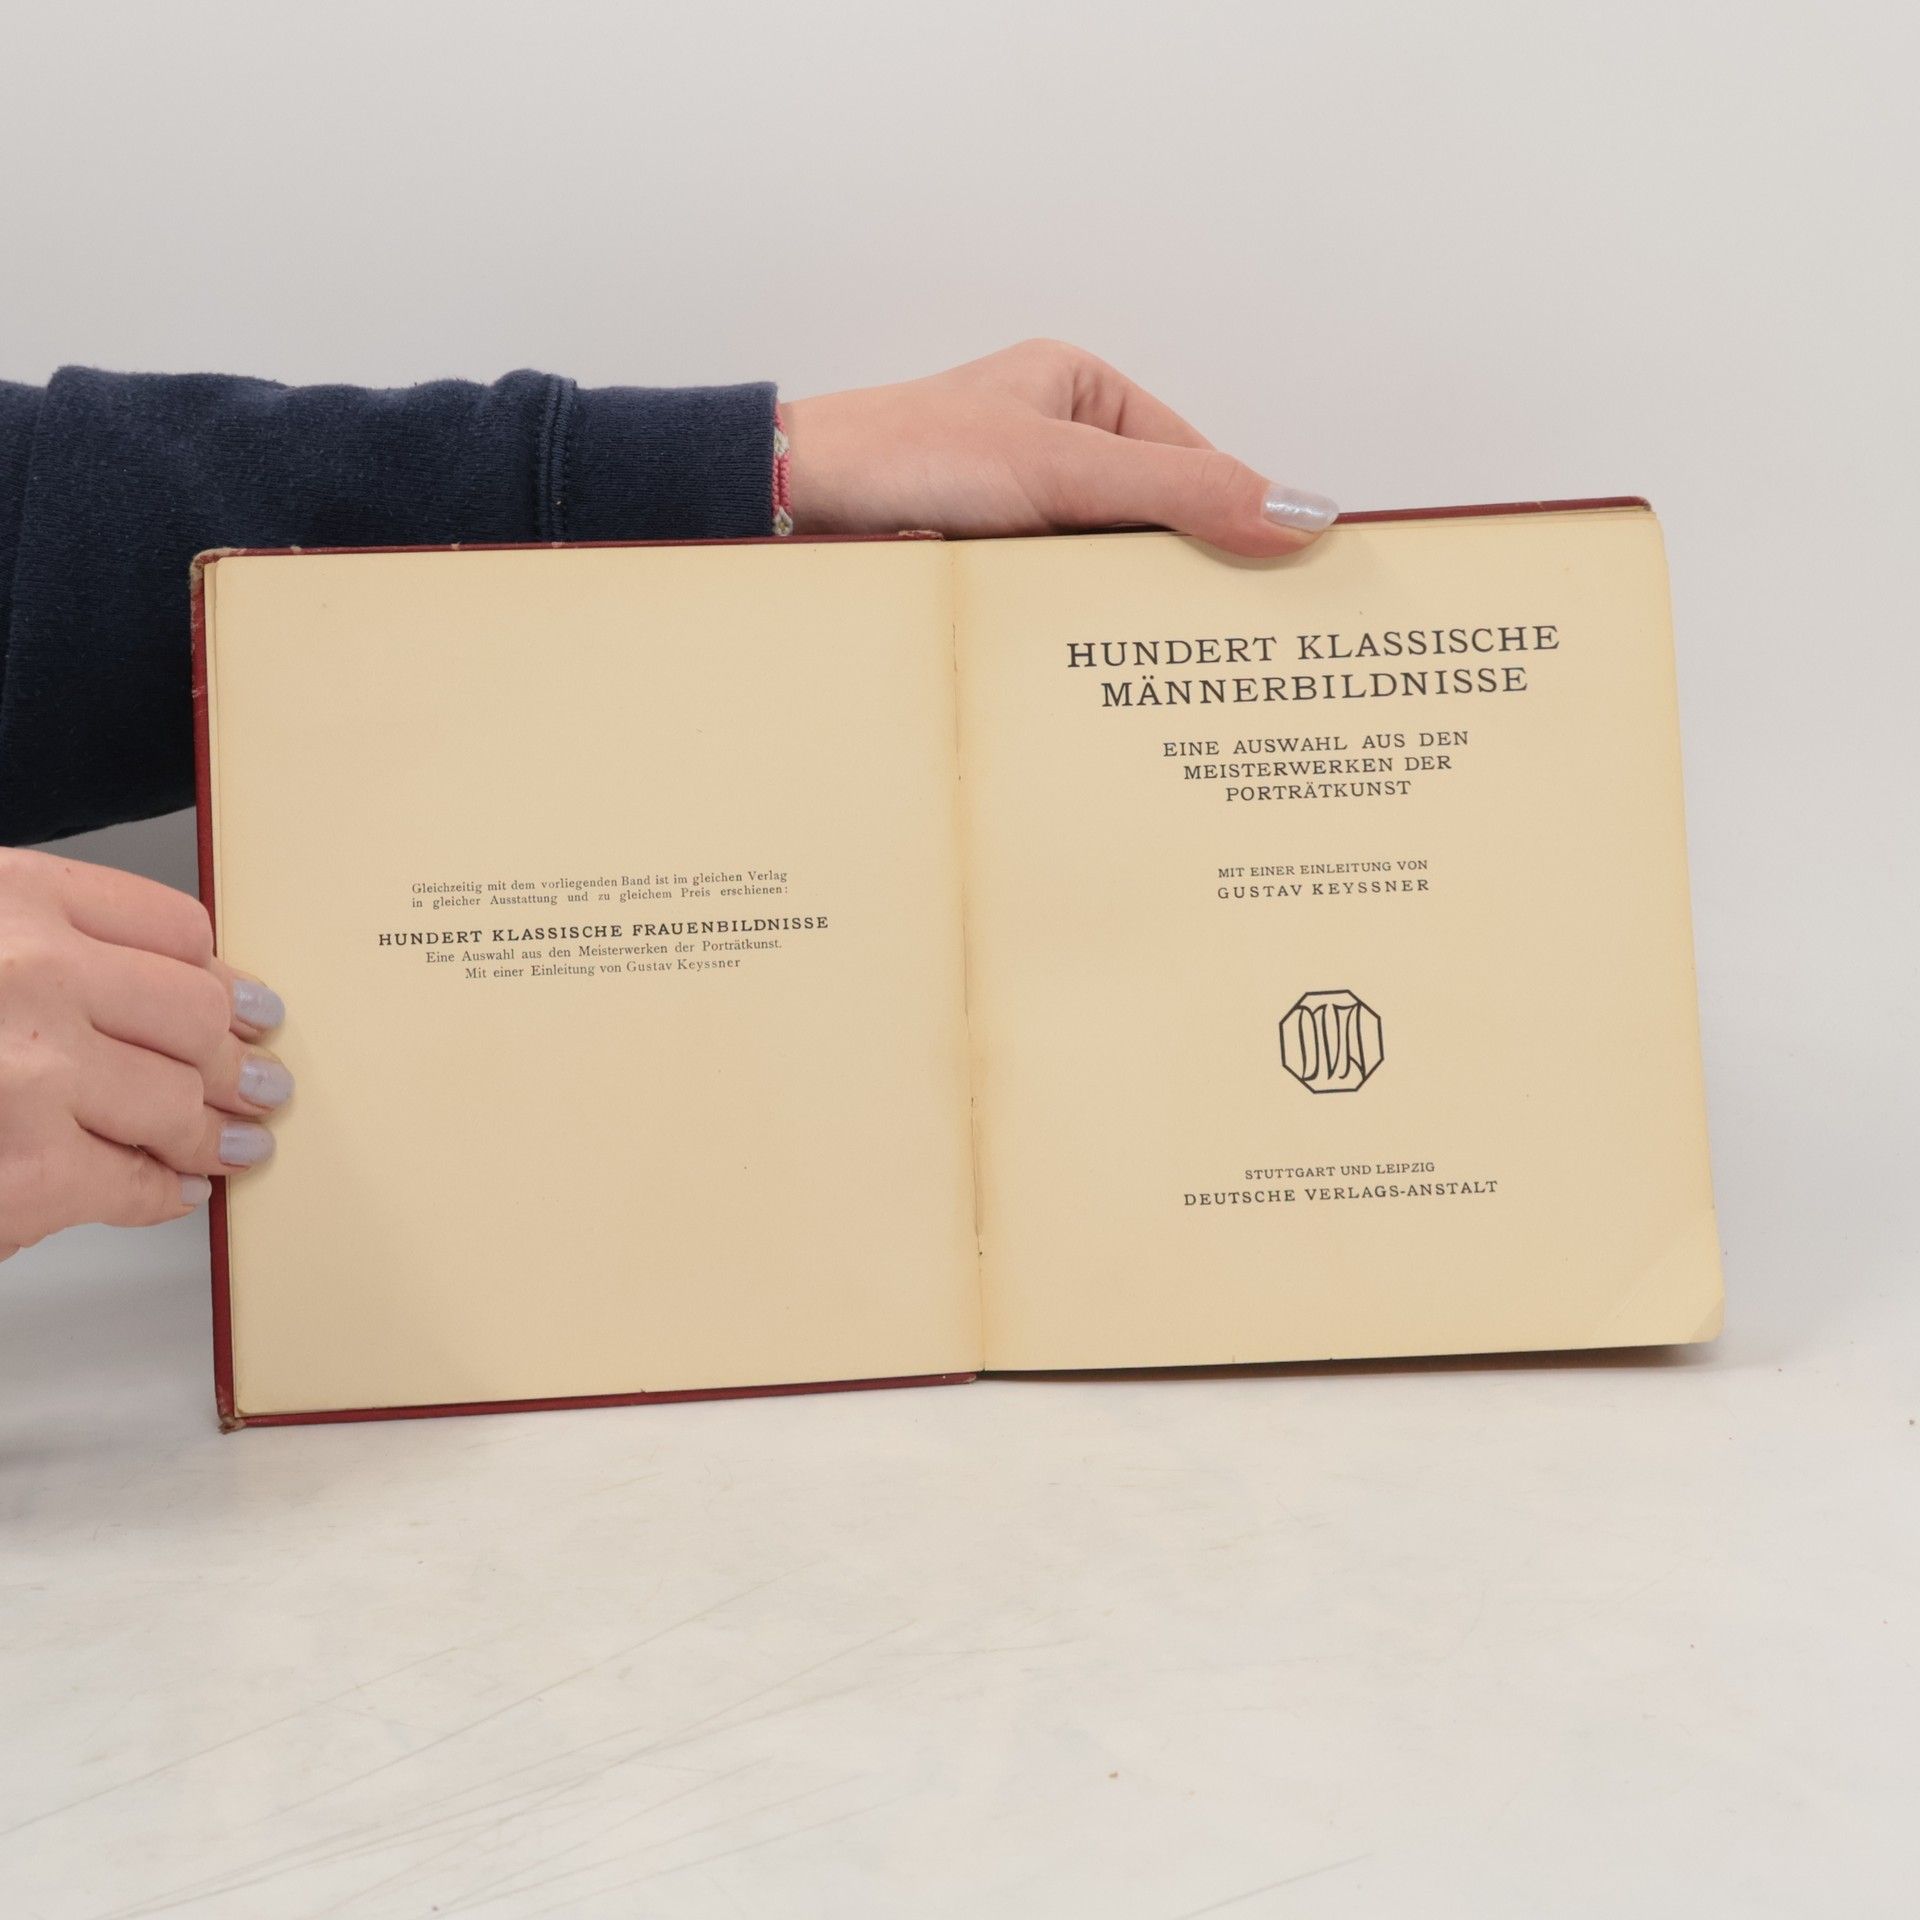 Gleichzeitig mit dem vorliegenden Band ist im gleichen Verlag
in gleicher Ausstattung und zu gleichem Preis erschienen:
HUNDERT KLASSISCHE FRAUENBILDNISSE
Eine Auswahl aus den Meisterwerken der Porträtkunst.
Mit einer Einleitung von Gustav Keyssner
HUNDERT KLASSISCHE
MÄNNERBILDNISSE
EINE AUSWAHL AUS DEN
MEISTERWERKEN DER
PORTRÄTKUNST
MIT EINER EINLEITUNG VON
GUSTAV KEYSSNER
DVA
STUTTGART UND LEIPZIG
DEUTSCHE VERLAGS-ANSTALT